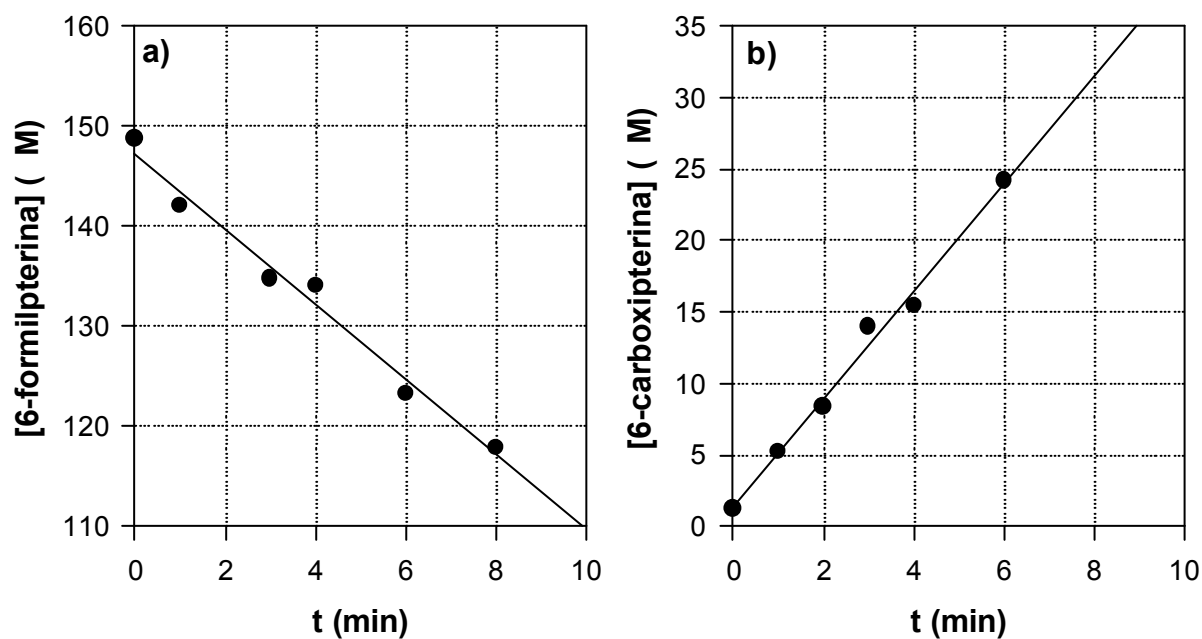 a)
[6-formilpterina] ( M)
160
150
140
130
120
110
0 2 4 6 8 10
t (min)
b)
[6-carboxipterina] ( M)
35
30
25
20
15
10
5
0
0 2 4 6 8 10
t (min)